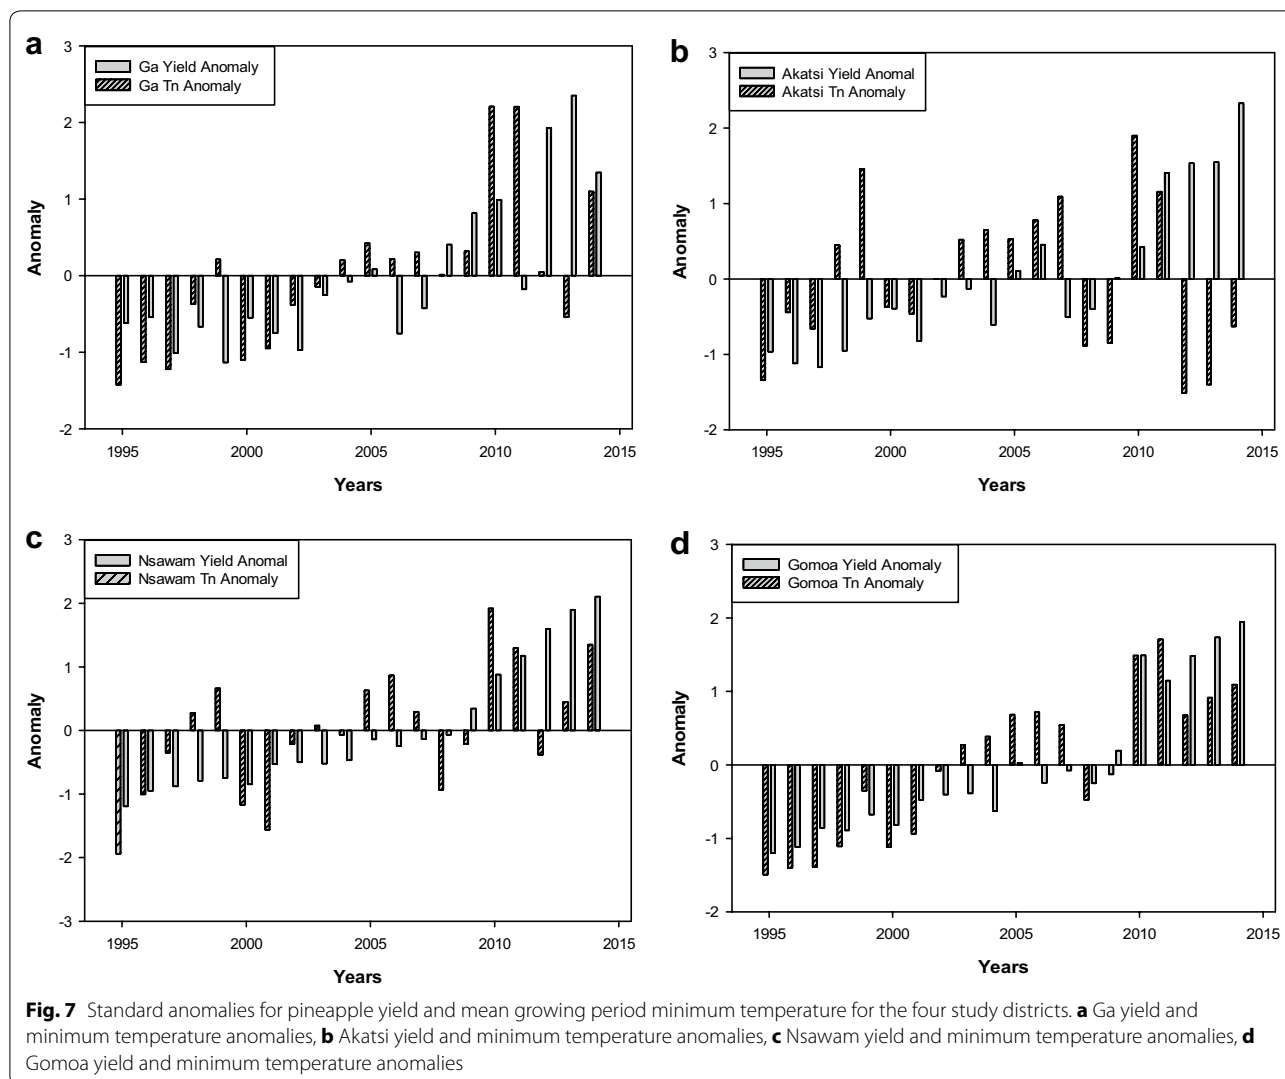 a
3
2
1
0
-1
-2
Anomaly
Ga Yield Anomaly
Ga Tn Anomaly
1995 2000 2005 2010 2015
Years
b
3
2
1
0
-1
-2
Anomaly
Akatsi Yield Anomal
Akatsi Tn Anomaly
1995 2000 2005 2010 2015
Years
c
3
2
1
0
-1
-2
-3
Anomaly
Nsawam Yield Anomal
Nsawam Tn Anomaly
1995 2000 2005 2010 2015
Years
d
3
2
1
0
-1
-2
Anomaly
Gomoa Yield Anomaly
Gomoa Tn Anomaly
1995 2000 2005 2010 2015
Years
Fig. 7 Standard anomalies for pineapple yield and mean growing period minimum temperature for the four study districts. a Ga yield and
minimum temperature anomalies, b Akatsi yield and minimum temperature anomalies, c Nsawam yield and minimum temperature anomalies, d
Gomoa yield and minimum temperature anomalies